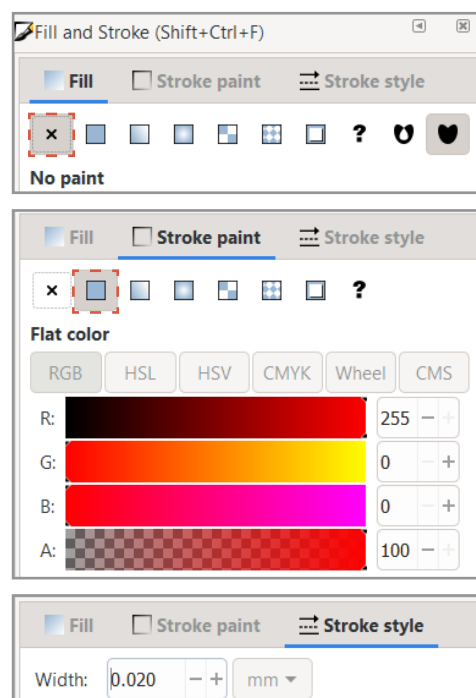 Fill and Stroke (Shift+Ctrl+F)
Fill Stroke paint Stroke style
?
No paint
Fill Stroke paint Stroke style
?
Flat color
RGB HSL HSV CMYK Wheel CMS
R: 255 − +
G: 0 − +
B: 0 − +
A: 100 − +
Fill Stroke paint Stroke style
Width: 0.020 − + mm